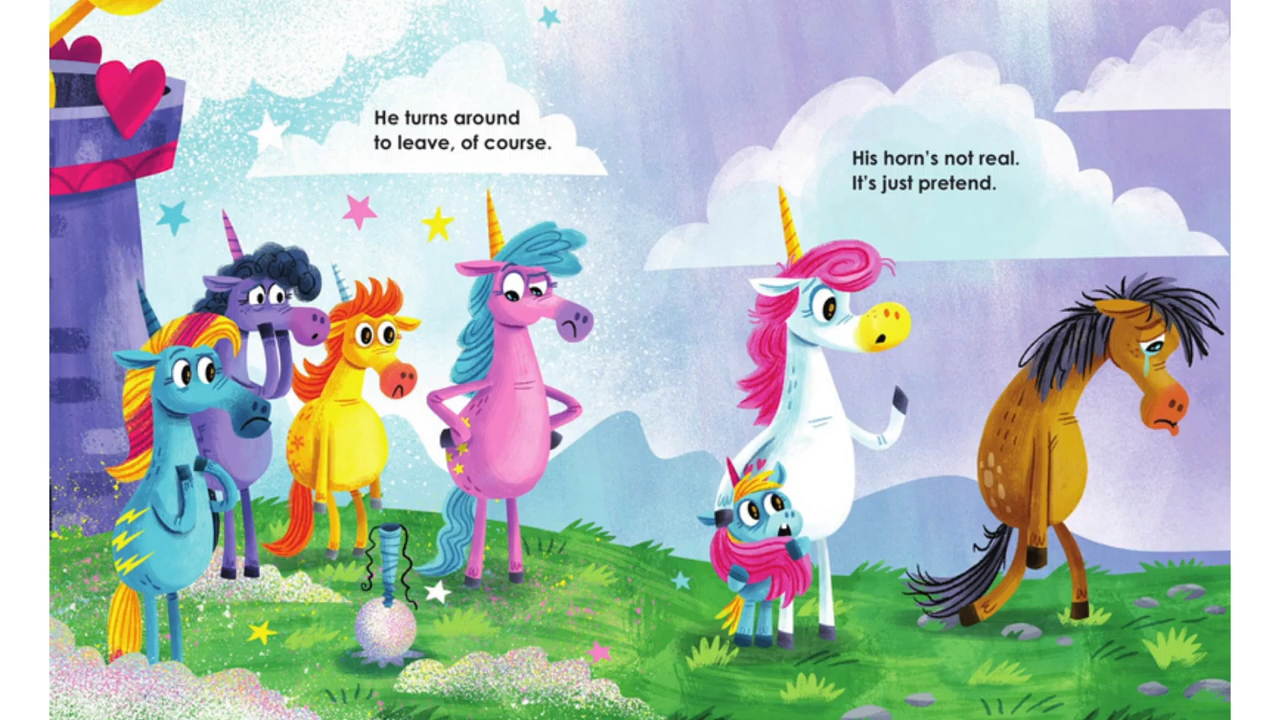 He turns around
to leave, of course.
His horn's not real.
It's just pretend.